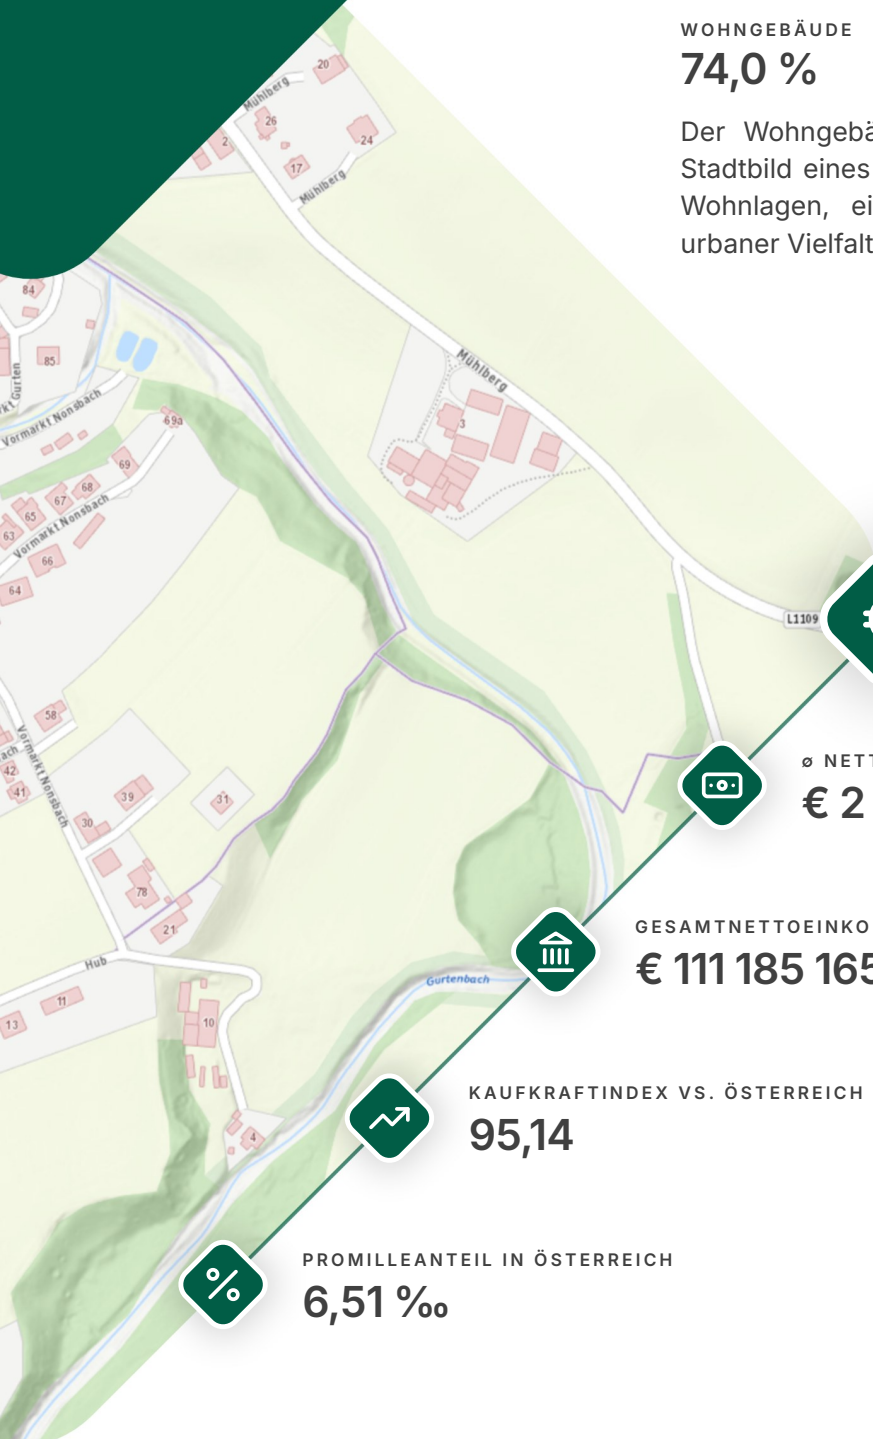 WOHNGEBÄUDE
74,0 %
Der Wohngebä
Stadtbild eines
Wohnlagen, ei
urbaner Vielfalt
20
Mühlberg
26
2
24
17
Mühlberg
84
85
Mühlberg
Vormarkt Nonsbach
69a
3
69
68
67
65
63
Vormarkt Nonsbach
66
64
L1109
58
Vormarkt Nonsbach
ach
42
41
39
31
30
ø NETT
€ 2
78
21
GESAMTNETTOEINKO
€ 111 185 165
Hub
Gurtenbach
11
13
10
KAUFKRAFTINDEX VS. ÖSTERREICH
95,14
4
PROMILLEANTEIL IN ÖSTERREICH
6,51 ‰